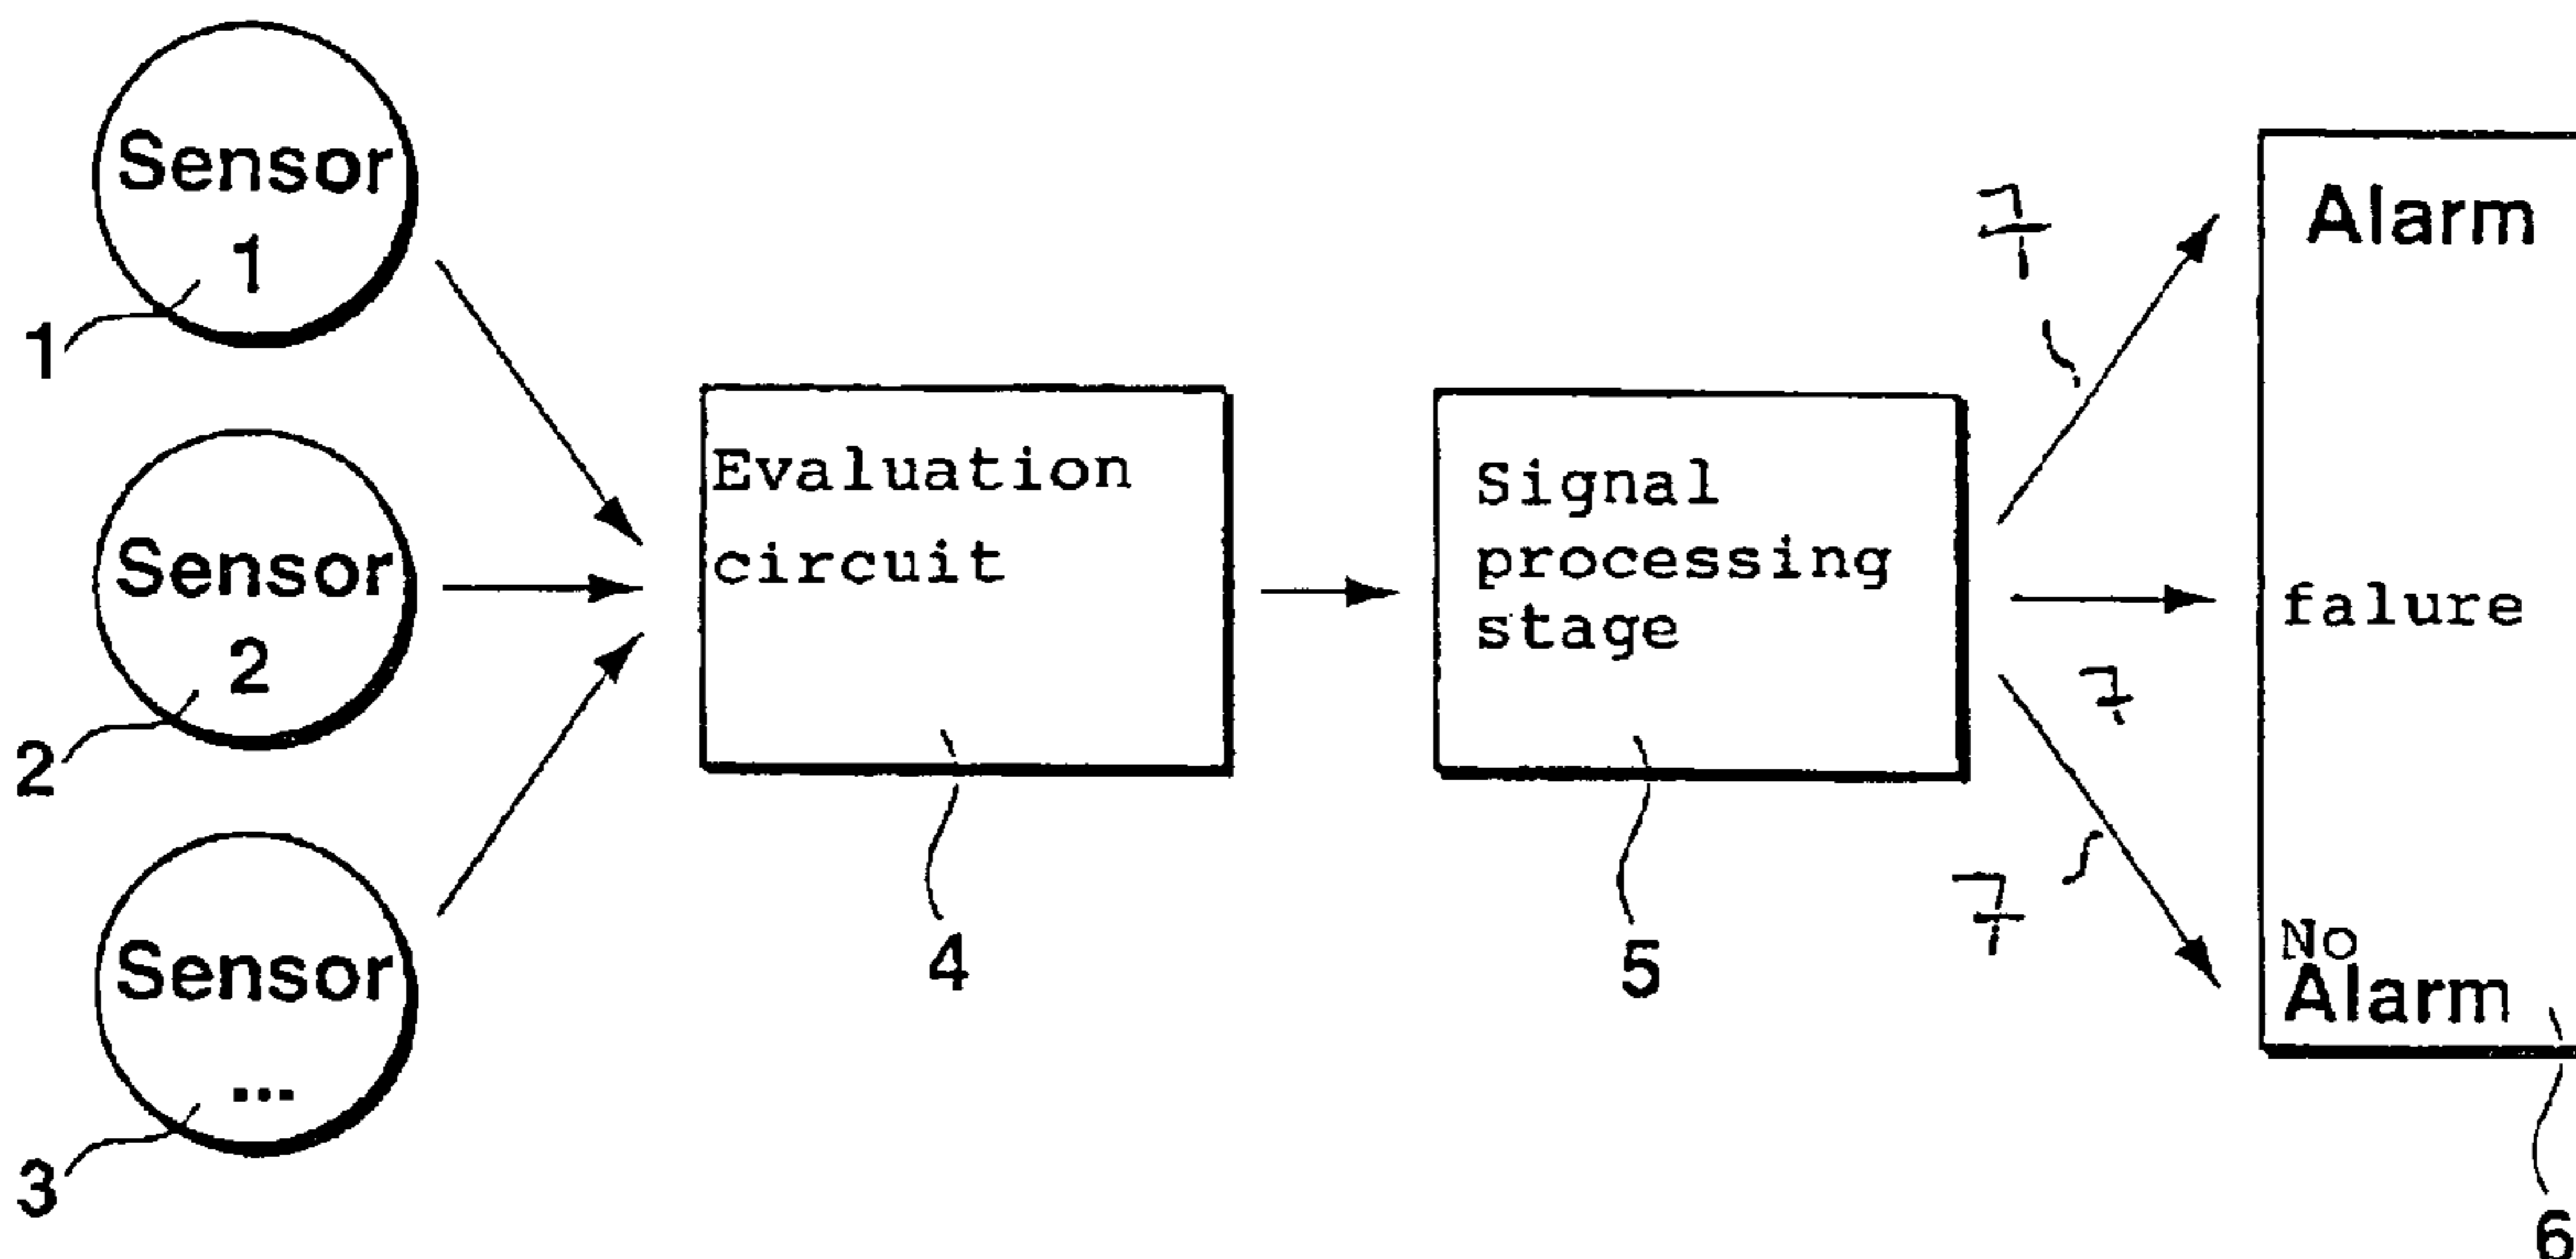 Sensor
1
1
Sensor
2
2
Sensor
...
3
Evaluation
circuit
4
Signal
processing
stage
5
7
7
7
Alarm
falure
No
Alarm
6